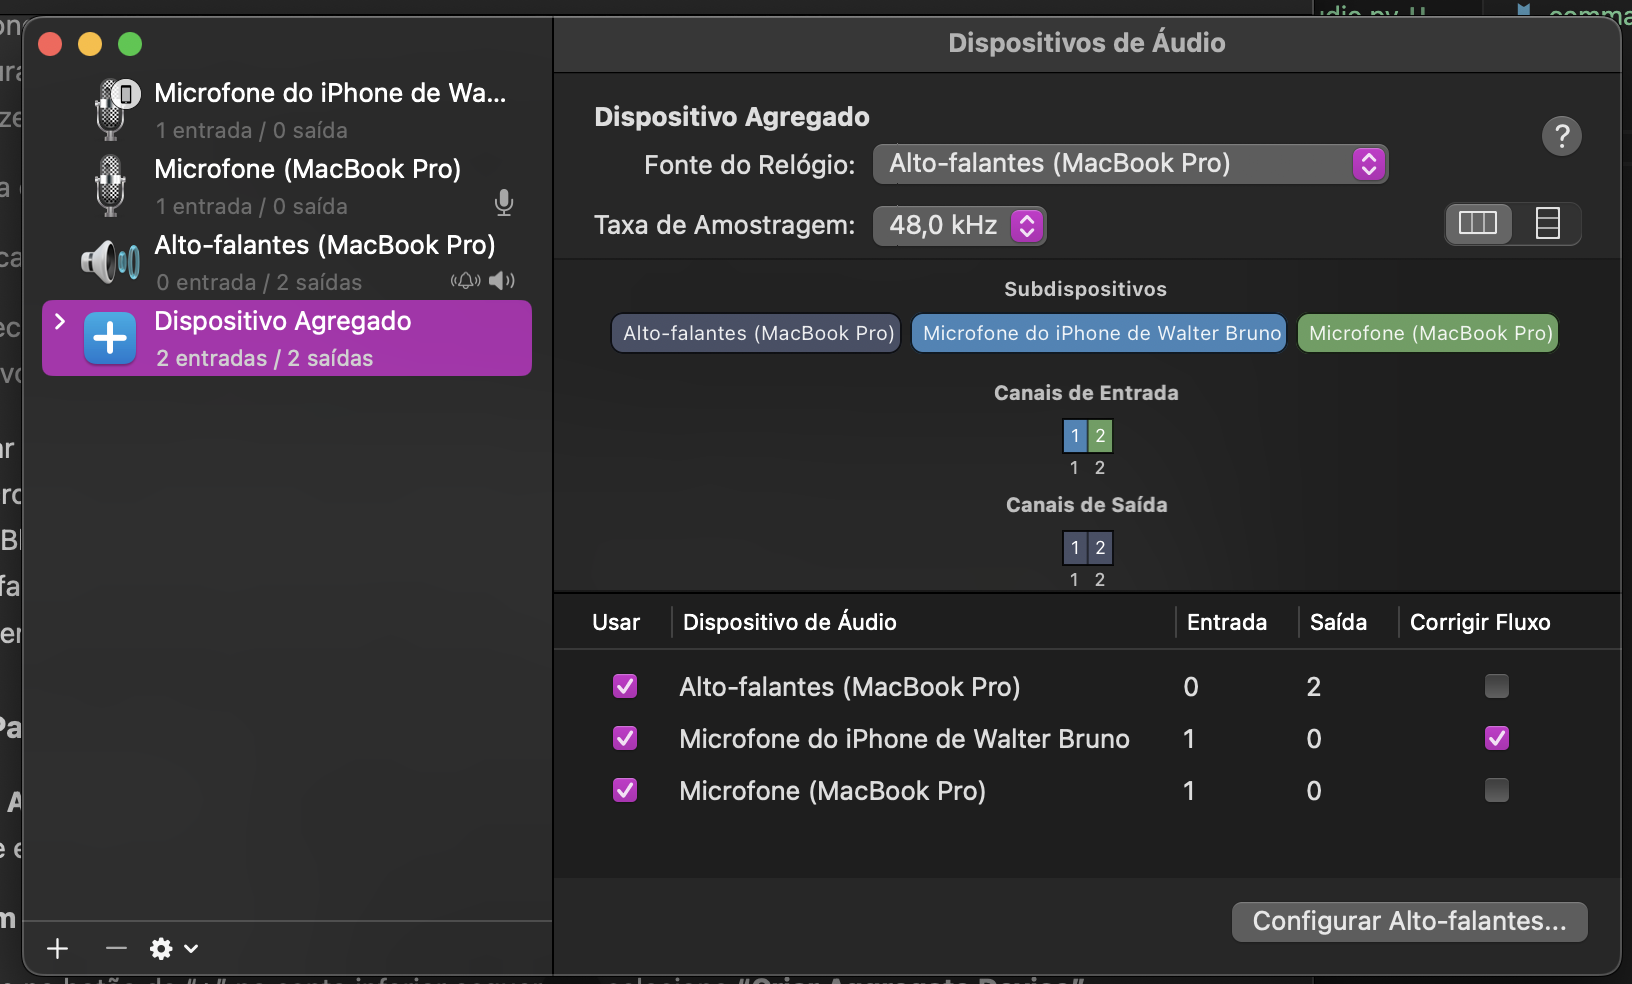 Dispositivos de Áudio
Microfone do iPhone de Wa...
1 entrada / 0 saída
Microfone (MacBook Pro)
1 entrada / 0 saída
Alto-falantes (MacBook Pro)
0 entrada / 2 saídas
Dispositivo Agregado
2 entradas / 2 saídas
Dispositivo Agregado
?
Fonte do Relógio: Alto-falantes (MacBook Pro)
Taxa de Amostragem: 48,0 kHz
Subdispositivos
Alto-falantes (MacBook Pro) Microfone do iPhone de Walter Bruno Microfone (MacBook Pro)
Canais de Entrada
1 2
1 2
Canais de Saída
1 2
1 2
Usar Dispositivo de Áudio Entrada Saída Corrigir Fluxo
Alto-falantes (MacBook Pro) 0 2
Microfone do iPhone de Walter Bruno 1 0
Microfone (MacBook Pro) 1 0
Configurar Alto-falantes...